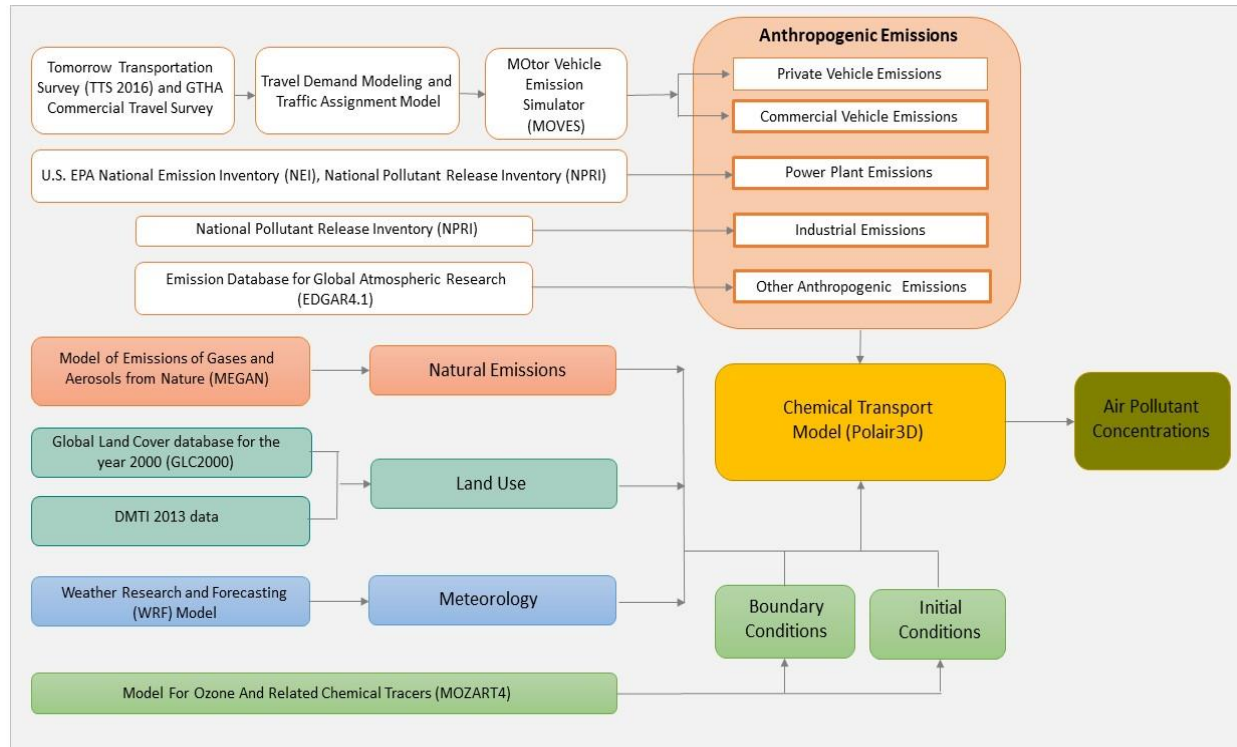 Anthropogenic Emissions
Tomorrow Transportation
Survey (TTS 2016) and GTHA
Commercial Travel Survey
Travel Demand Modeling and
Traffic Assignment Model
MOtor Vehicle
Emission
Simulator
(MOVES)
Private Vehicle Emissions
Commercial Vehicle Emissions
U.S. EPA National Emission Inventory (NEI), National Pollutant Release Inventory (NPRI)
Power Plant Emissions
National Pollutant Release Inventory (NPRI)
Industrial Emissions
Emission Database for Global Atmospheric Research
(EDGAR4.1)
Other Anthropogenic Emissions
Model of Emissions of Gases and
Aerosols from Nature (MEGAN)
Natural Emissions
Chemical Transport
Model (Polair3D)
Air Pollutant
Concentrations
Global Land Cover database for the
year 2000 (GLC2000)
Land Use
DMTI 2013 data
Weather Research and Forecasting
(WRF) Model
Meteorology
Boundary
Conditions
Initial
Conditions
Model For Ozone And Related Chemical Tracers (MOZART4)